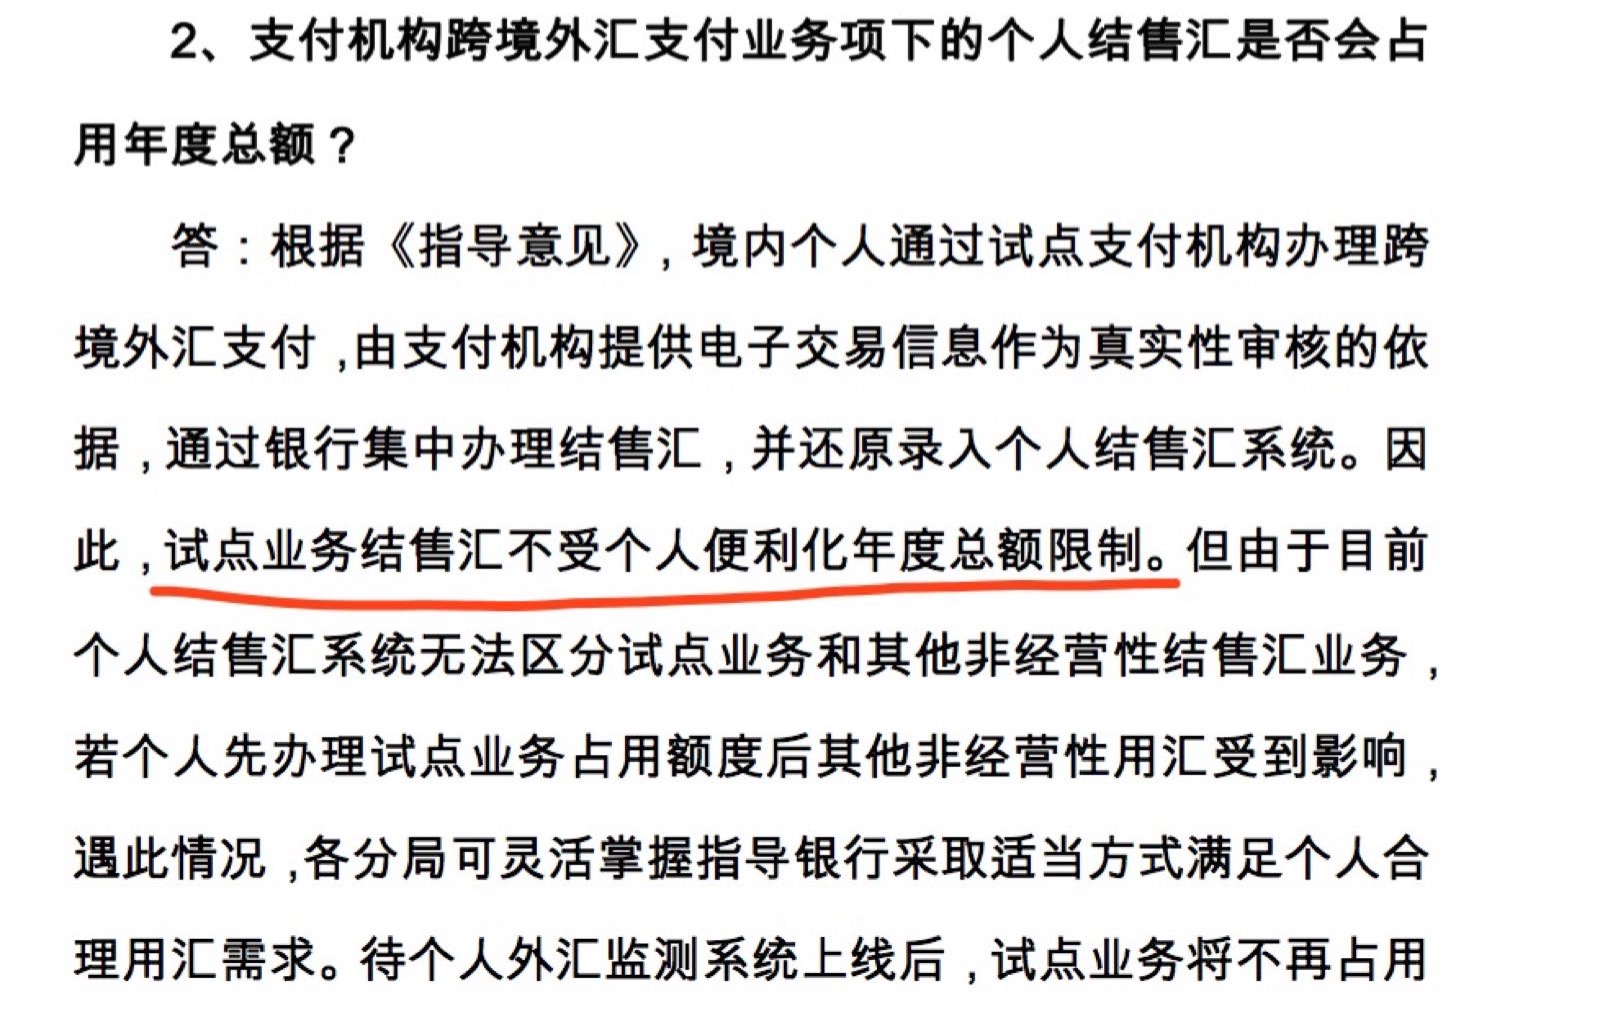 2、支付机构跨境外汇支付业务项下的个人结售汇是否会占
用年度总额？
答：根据《指导意见》，境内个人通过试点支付机构办理跨
境外汇支付，由支付机构提供电子交易信息作为真实性审核的依
据，通过银行集中办理结售汇，并还原录入个人结售汇系统。因
此，试点业务结售汇不受个人便利化年度总额限制。但由于目前
个人结售汇系统无法区分试点业务和其他非经营性结售汇业务，
若个人先办理试点业务占用额度后其他非经营性用汇受到影响，
遇此情况，各分局可灵活掌握指导银行采取适当方式满足个人合
理用汇需求。待个人外汇监测系统上线后，试点业务将不再占用